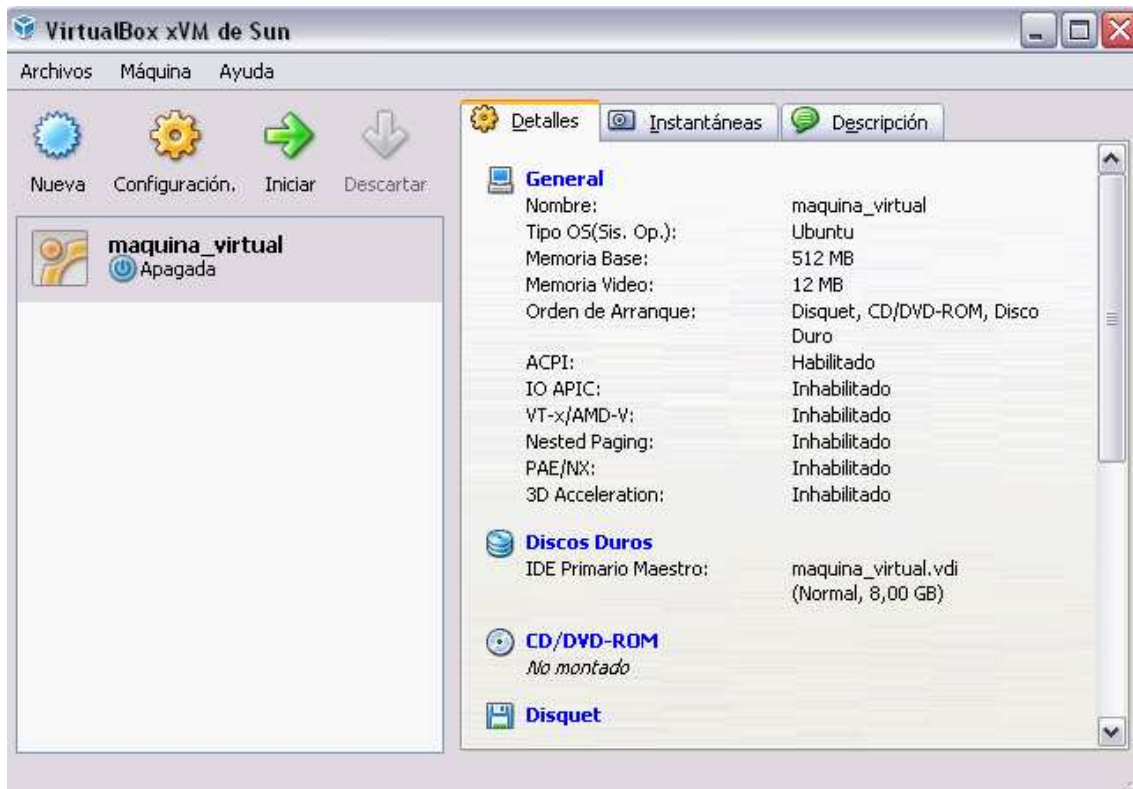 VirtualBox xVM de Sun
Archivos Máquina Ayuda
Nueva Configuración. Iniciar Descartar
maquina_virtual
Apagada
Detalles Instantáneas Descripción
General
Nombre: maquina_virtual
Tipo OS(Sis. Op.): Ubuntu
Memoria Base: 512 MB
Memoria Video: 12 MB
Orden de Arranque: Disquet, CD/DVD-ROM, Disco
Duro
ACPI: Habilitado
IO APIC: Inhabilitado
VT-x/AMD-V: Inhabilitado
Nested Paging: Inhabilitado
PAE/NX: Inhabilitado
3D Acceleration: Inhabilitado
Discos Duros
IDE Primario Maestro: maquina_virtual.vdi
(Normal, 8,00 GB)
CD/DVD-ROM
No montado
Disquet